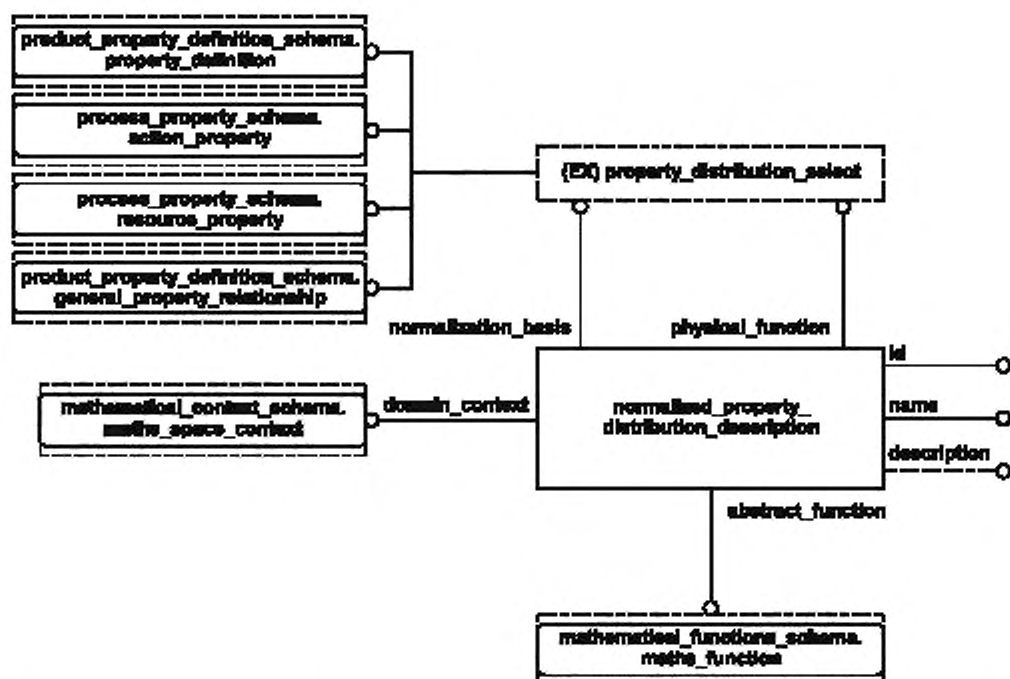 product_property_definition_schema.
property_definition
process_property_schema.
action_property
(EX) property_distribution_select
process_property_schema.
resource_property
product_property_definition_schema.
general_property_relationship
normalization_basis
physical_function
id
mathematical_context_schema.
maths_space_context
domain_context
normalised_property_
distribution_description
name
description
abstract_function
mathematical_functions_schema.
maths_function